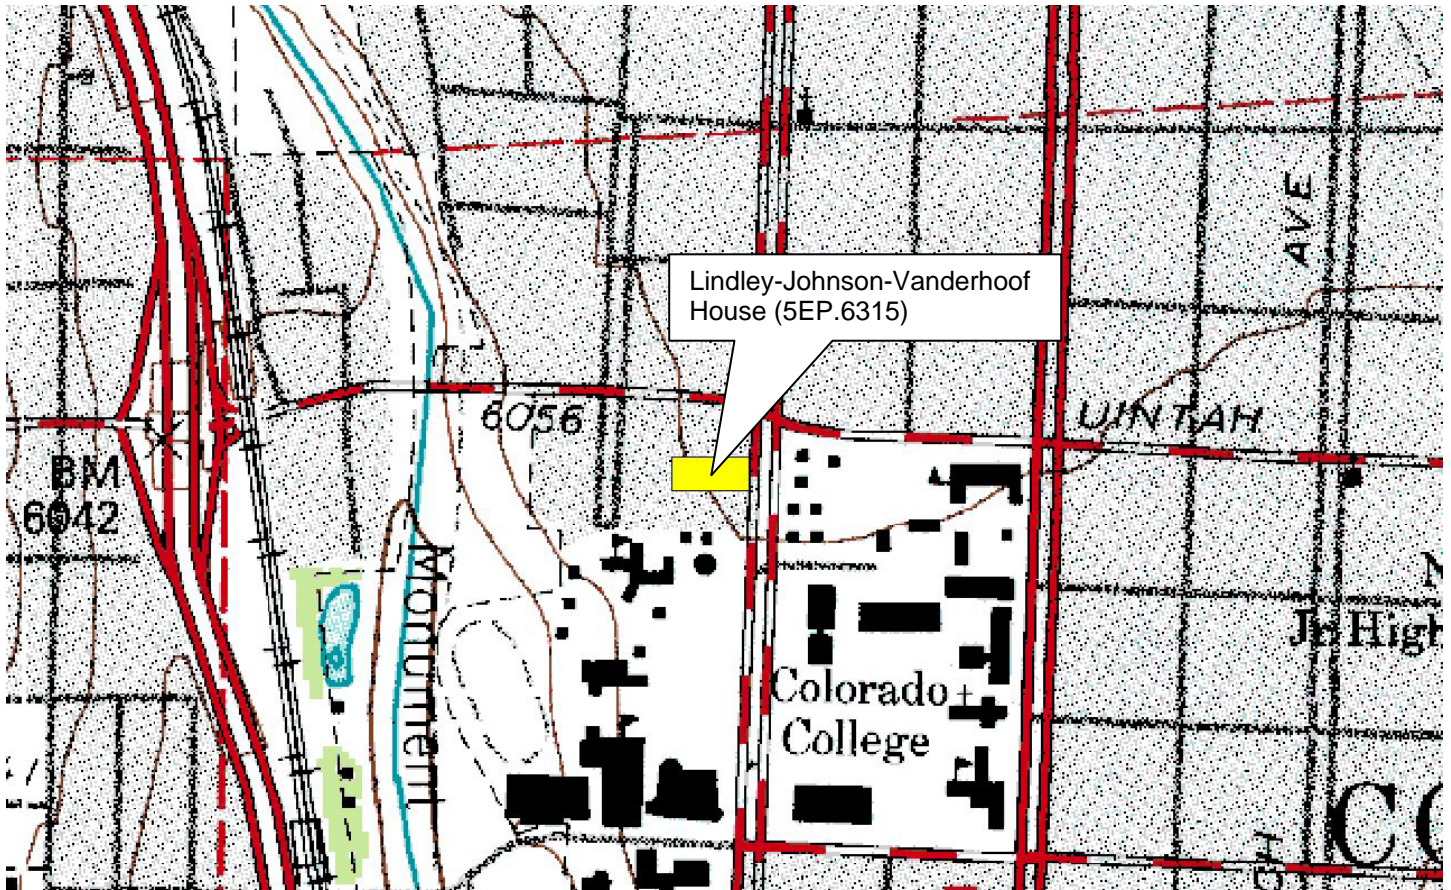 AVE
Lindley-Johnson-Vanderhoof
House (5EP.6315)
6056
UINTAH
BM
6042
Monument
Jr High
Colorado
College
CO